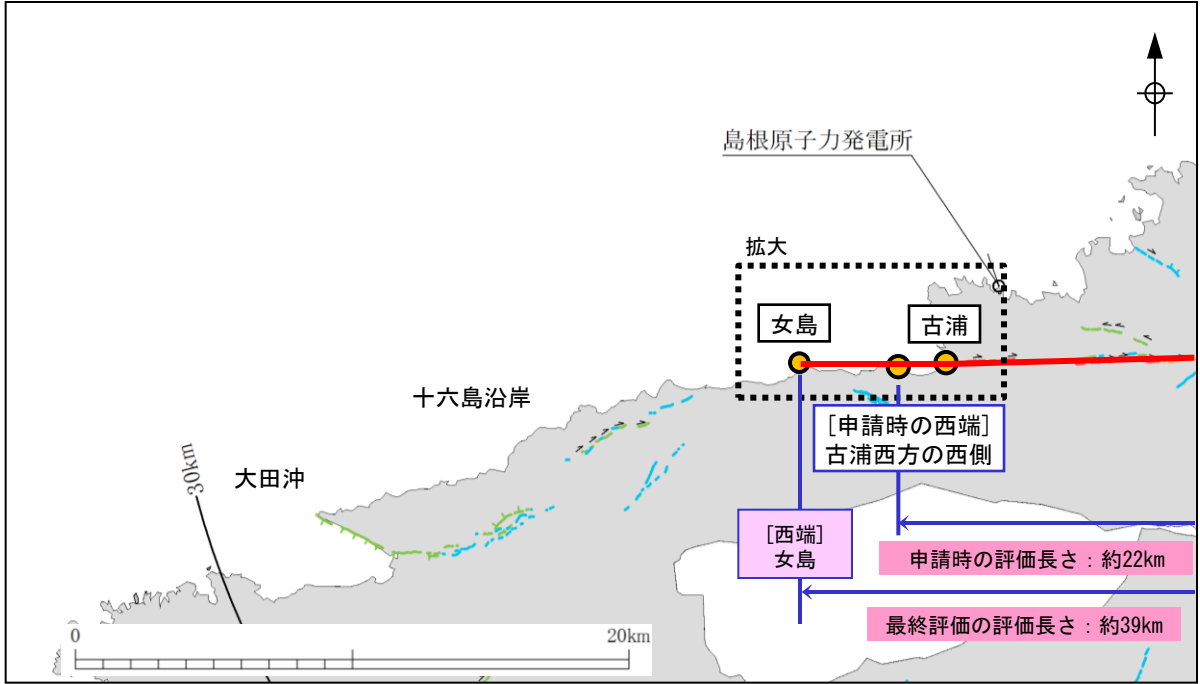 島根原子力発電所
拡大
女島
古浦
十六島沿岸
[申請時の西端]
古浦西方の西側
30km
大田沖
[西端]
女島
申請時の評価長さ：約22km
最終評価の評価長さ：約39km
0
20km